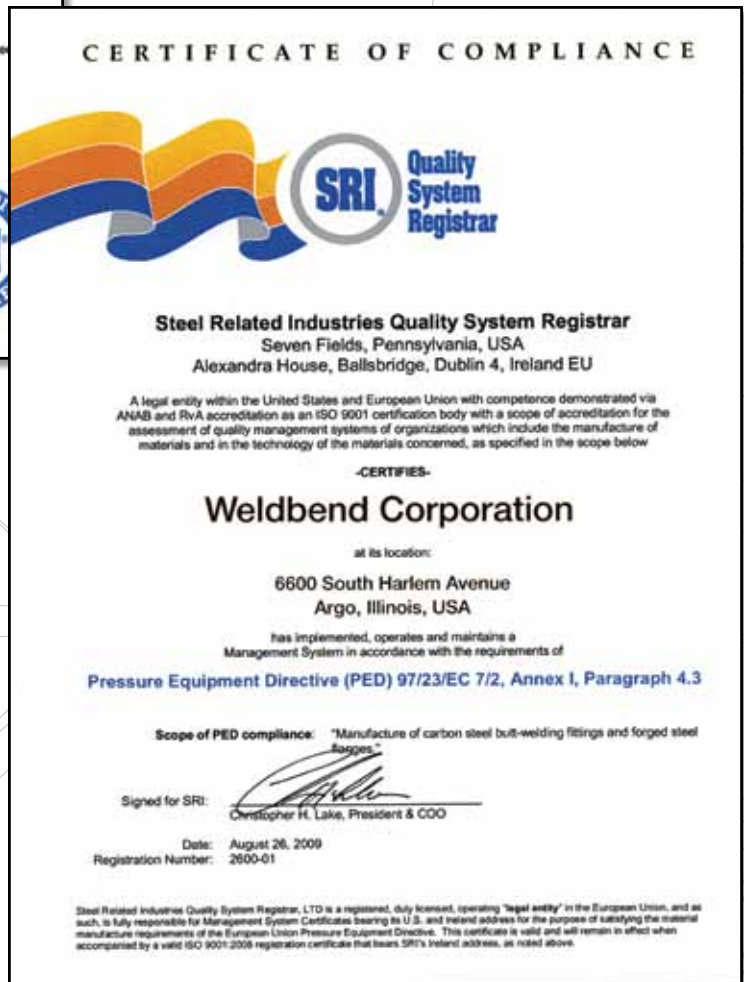 CERTIFICATE OF COMPLIANCE
SRI
Quality
System
Registrar
Steel Related Industries Quality System Registrar
Seven Fields, Pennsylvania, USA
Alexandra House, Ballsbridge, Dublin 4, Ireland EU
A legal entity within the United States and European Union with competence demonstrated via
ANAB and RvA accreditation as an ISO 9001 certification body with a scope of accreditation for the
assessment of quality management systems of organizations which include the manufacture of
materials and in the technology of the materials concerned, as specified in the scope below
-CERTIFIES-
Weldbend Corporation
at its location:
6600 South Harlem Avenue
Argo, Illinois, USA
has implemented, operates and maintains a
Management System in accordance with the requirements of
Pressure Equipment Directive (PED) 97/23/EC 7/2, Annex I, Paragraph 4.3
Scope of PED compliance: "Manufacture of carbon steel butt-welding fittings and forged steel
flanges."
Signed for SRI:
Christopher H. Lake, President & COO
Date: August 26, 2009
Registration Number: 2600-01
Steel Related Industries Quality System Registrar, LTD is a registered, duly licensed, operating "legal entity" in the European Union, and as
such, is fully responsible for Management System Certificates bearing its U.S. and Ireland address for the purpose of satisfying the material
manufacture requirements of the European Union Pressure Equipment Directive. This certificate is valid and will remain in effect when
accompanied by a valid ISO 9001:2008 registration certificate that bears SRI's Ireland address, as noted above.